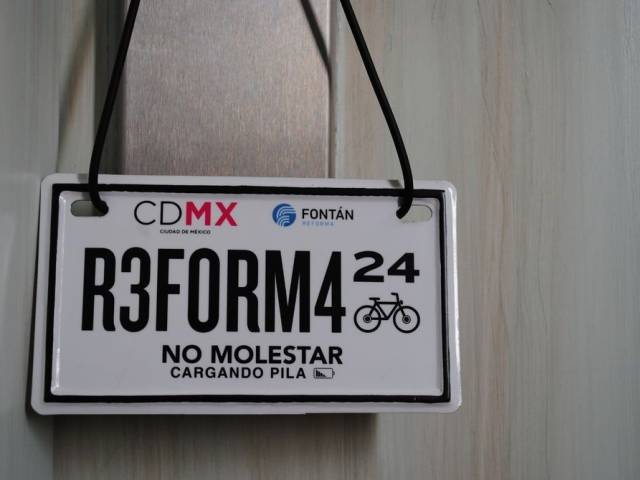 CDMX
CIUDAD DE MÉXICO
FONTÁN
REFORMA
R3FORM4 24
NO MOLESTAR
CARGANDO PILA